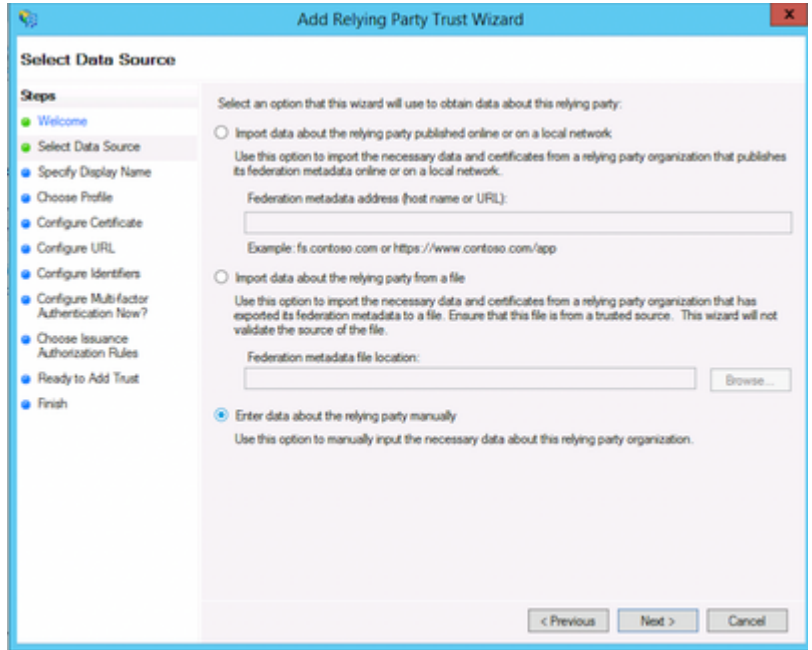 Add Relying Party Trust Wizard
x
Select Data Source
Steps
Welcome
Select Data Source
Specify Display Name
Choose Profile
Configure Certificate
Configure URL
Configure Identifiers
Configure Multi-factor
Authentication Now?
Choose Issuance
Authorization Rules
Ready to Add Trust
Finish
Select an option that this wizard will use to obtain data about this relying party:
Import data about the relying party published online or on a local network
Use this option to import the necessary data and certificates from a relying party organization that publishes
its federation metadata online or on a local network.
Federation metadata address (host name or URL):
Example: fs.contoso.com or https://www.contoso.com/app
Import data about the relying party from a file
Use this option to import the necessary data and certificates from a relying party organization that has
exported its federation metadata to a file. Ensure that this file is from a trusted source. This wizard will not
validate the source of the file.
Federation metadata file location:
Browse...
Enter data about the relying party manually
Use this option to manually input the necessary data about this relying party organization.
< Previous
Next >
Cancel